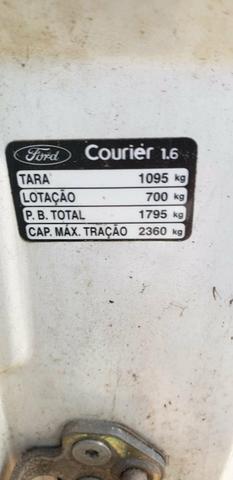 Ford Courier 1.6
TARA 1095 kg
LOTAÇÃO 700 kg
P. B. TOTAL 1795 kg
CAP. MÁX. TRAÇÃO 2360 kg